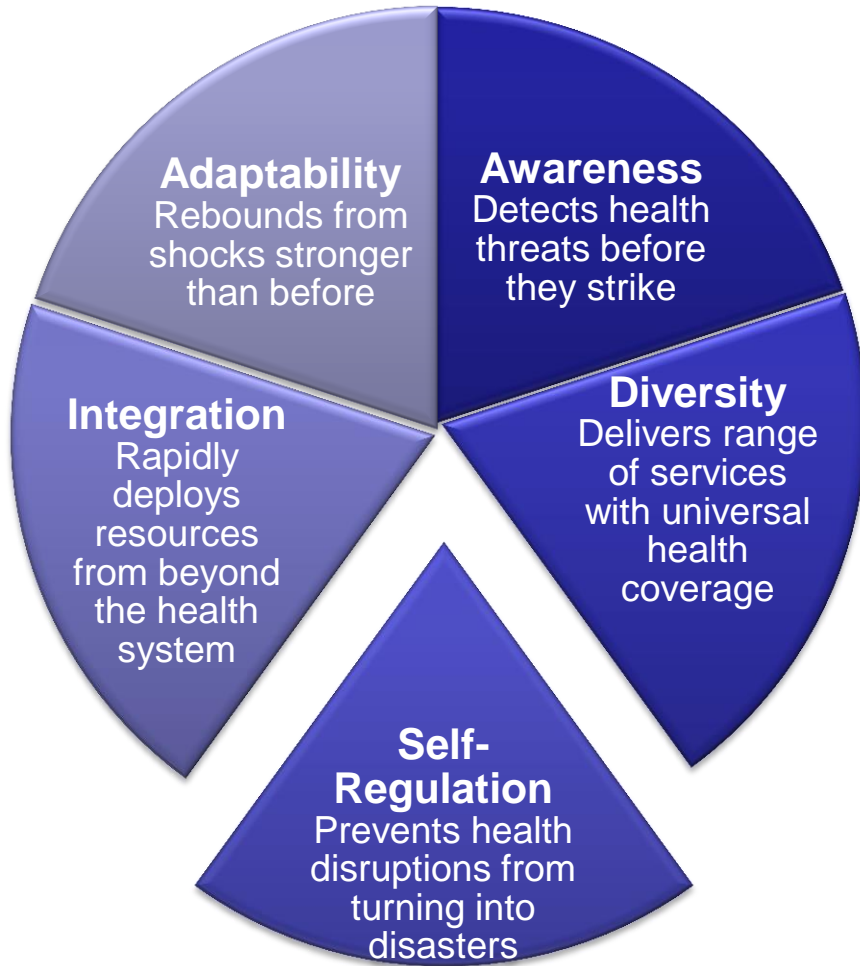 Adaptability
Rebounds from
shocks stronger
than before
Awareness
Detects health
threats before
they strike
Integration
Rapidly
deploys
resources
from beyond
the health
system
Diversity
Delivers range
of services
with universal
health
coverage
Self-
Regulation
Prevents health
disruptions from
turning into
disasters